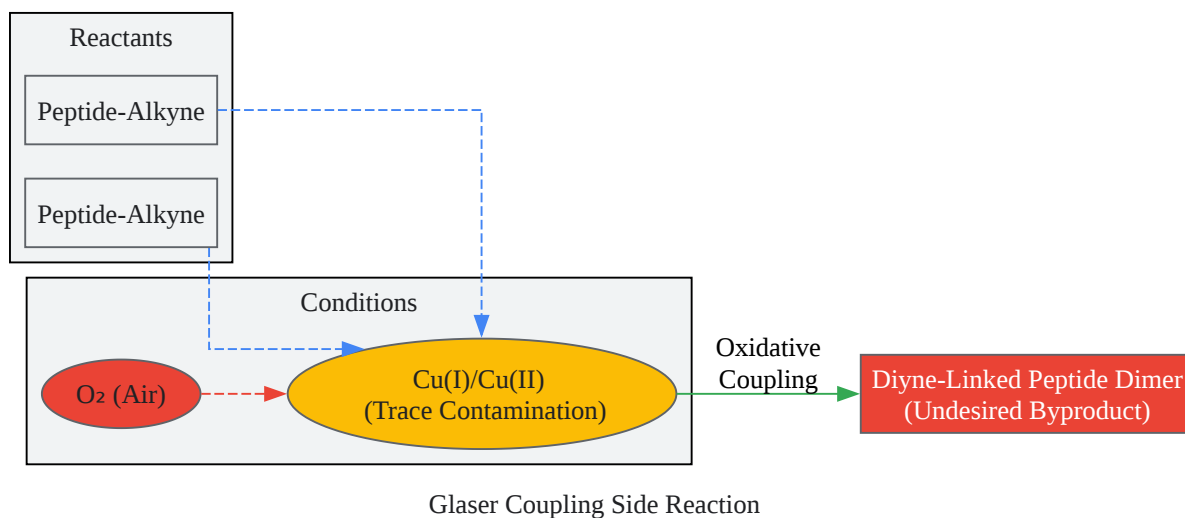 Reactants
Peptide-Alkyne
Peptide-Alkyne
Conditions
O₂ (Air)
Cu(I)/Cu(II)
(Trace Contamination)
Oxidative
Coupling
Diyne-Linked Peptide Dimer
(Undesired Byproduct)
Glaser Coupling Side Reaction